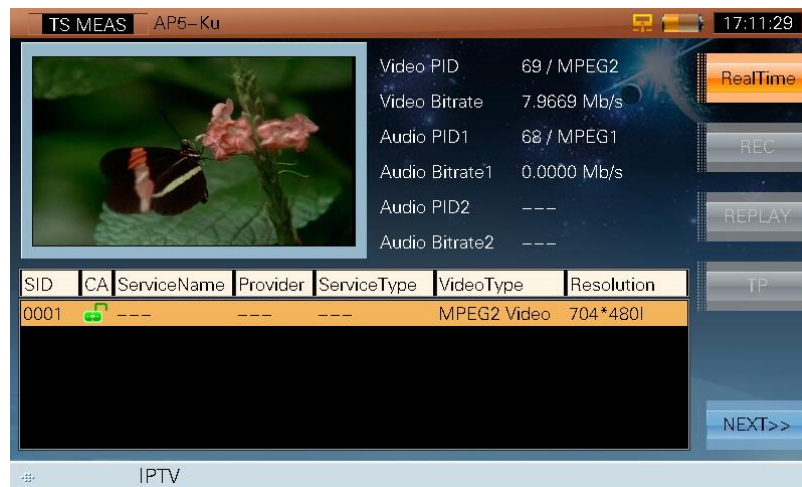 TS MEAS AP5-Ku 17:11:29
Video PID 69 / MPEG2
Video Bitrate 7.9669 Mb/s
Audio PID1 68 / MPEG1
Audio Bitrate1 0.0000 Mb/s
Audio PID2 ---
Audio Bitrate2 ---
RealTime
REC
REPLAY
TP
NEXT>>
SID CA ServiceName Provider ServiceType VideoType Resolution
0001 --- --- --- MPEG2 Video 704*480I
IPTV